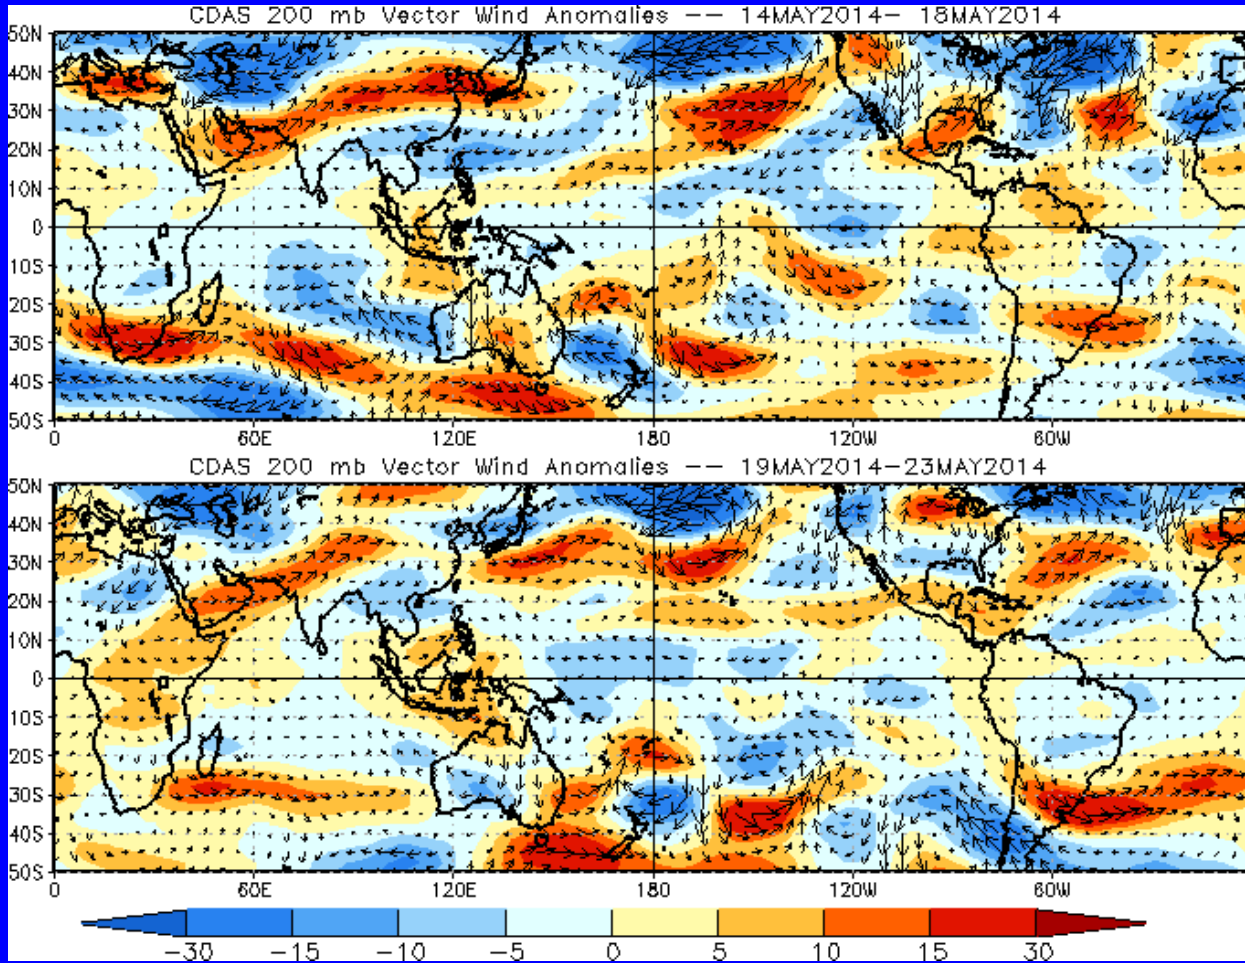 CDAS 200 mb Vector Wind Anomalies -- 14MAY2014- 18MAY2014
50N
40N
30N
20N
10N
0
10S
20S
30S
40S
50S
0 60E 120E 180 120W 60W
CDAS 200 mb Vector Wind Anomalies -- 19MAY2014-23MAY2014
50N
40N
30N
20N
10N
0
10S
20S
30S
40S
50S
0 60E 120E 180 120W 60W
-30 -15 -10 -5 0 5 10 15 30